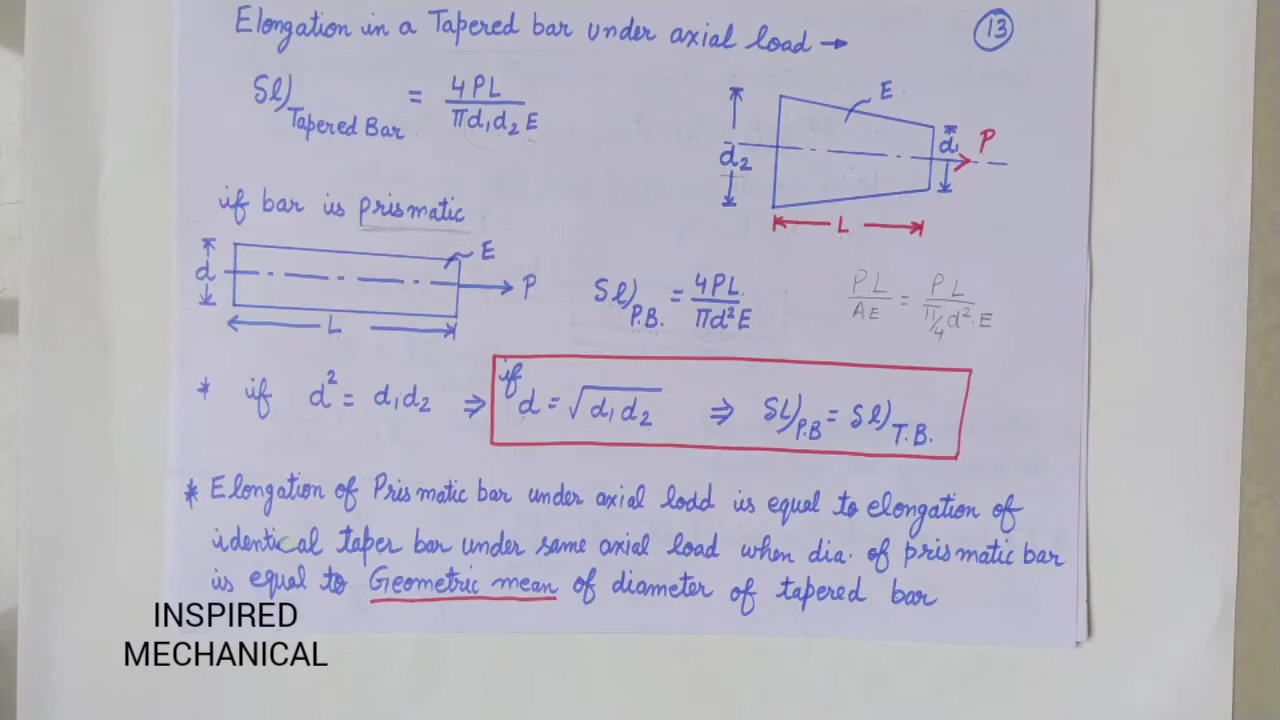 Elongation in a Tapered bar under axial load →
13
δl)Tapered Bar = 4PL / πd₁d₂E
E
d₂
d₁
P
L
if bar is prismatic
d
E
P
L
δl)P.B. = 4PL / πd²E
P.L / AE = PL / π/4 d².E
* if d² = d₁d₂ ⇒ if d = √d₁d₂ ⇒ δl)P.B = δl)T.B.
* Elongation of Prismatic bar under axial lodd is equal to elongation of
identical taper bar under same axial load when dia. of prismatic bar
is equal to Geometric mean of diameter of tapered bar
INSPIRED
MECHANICAL